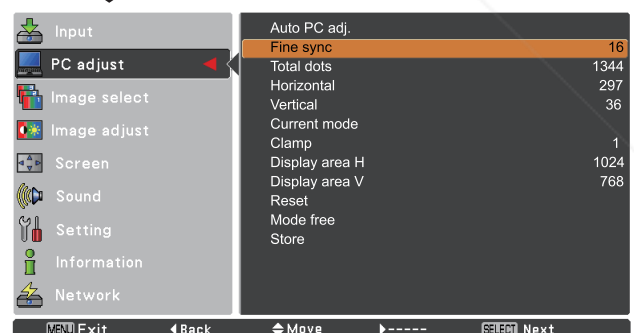 Input
PC adjust
Image select
Image adjust
Screen
Sound
Setting
Information
Network
Auto PC adj.
Fine sync 16
Total dots 1344
Horizontal 297
Vertical 36
Current mode
Clamp 1
Display area H 1024
Display area V 768
Reset
Mode free
Store
MENU Exit Back Move ----- SELECT Next